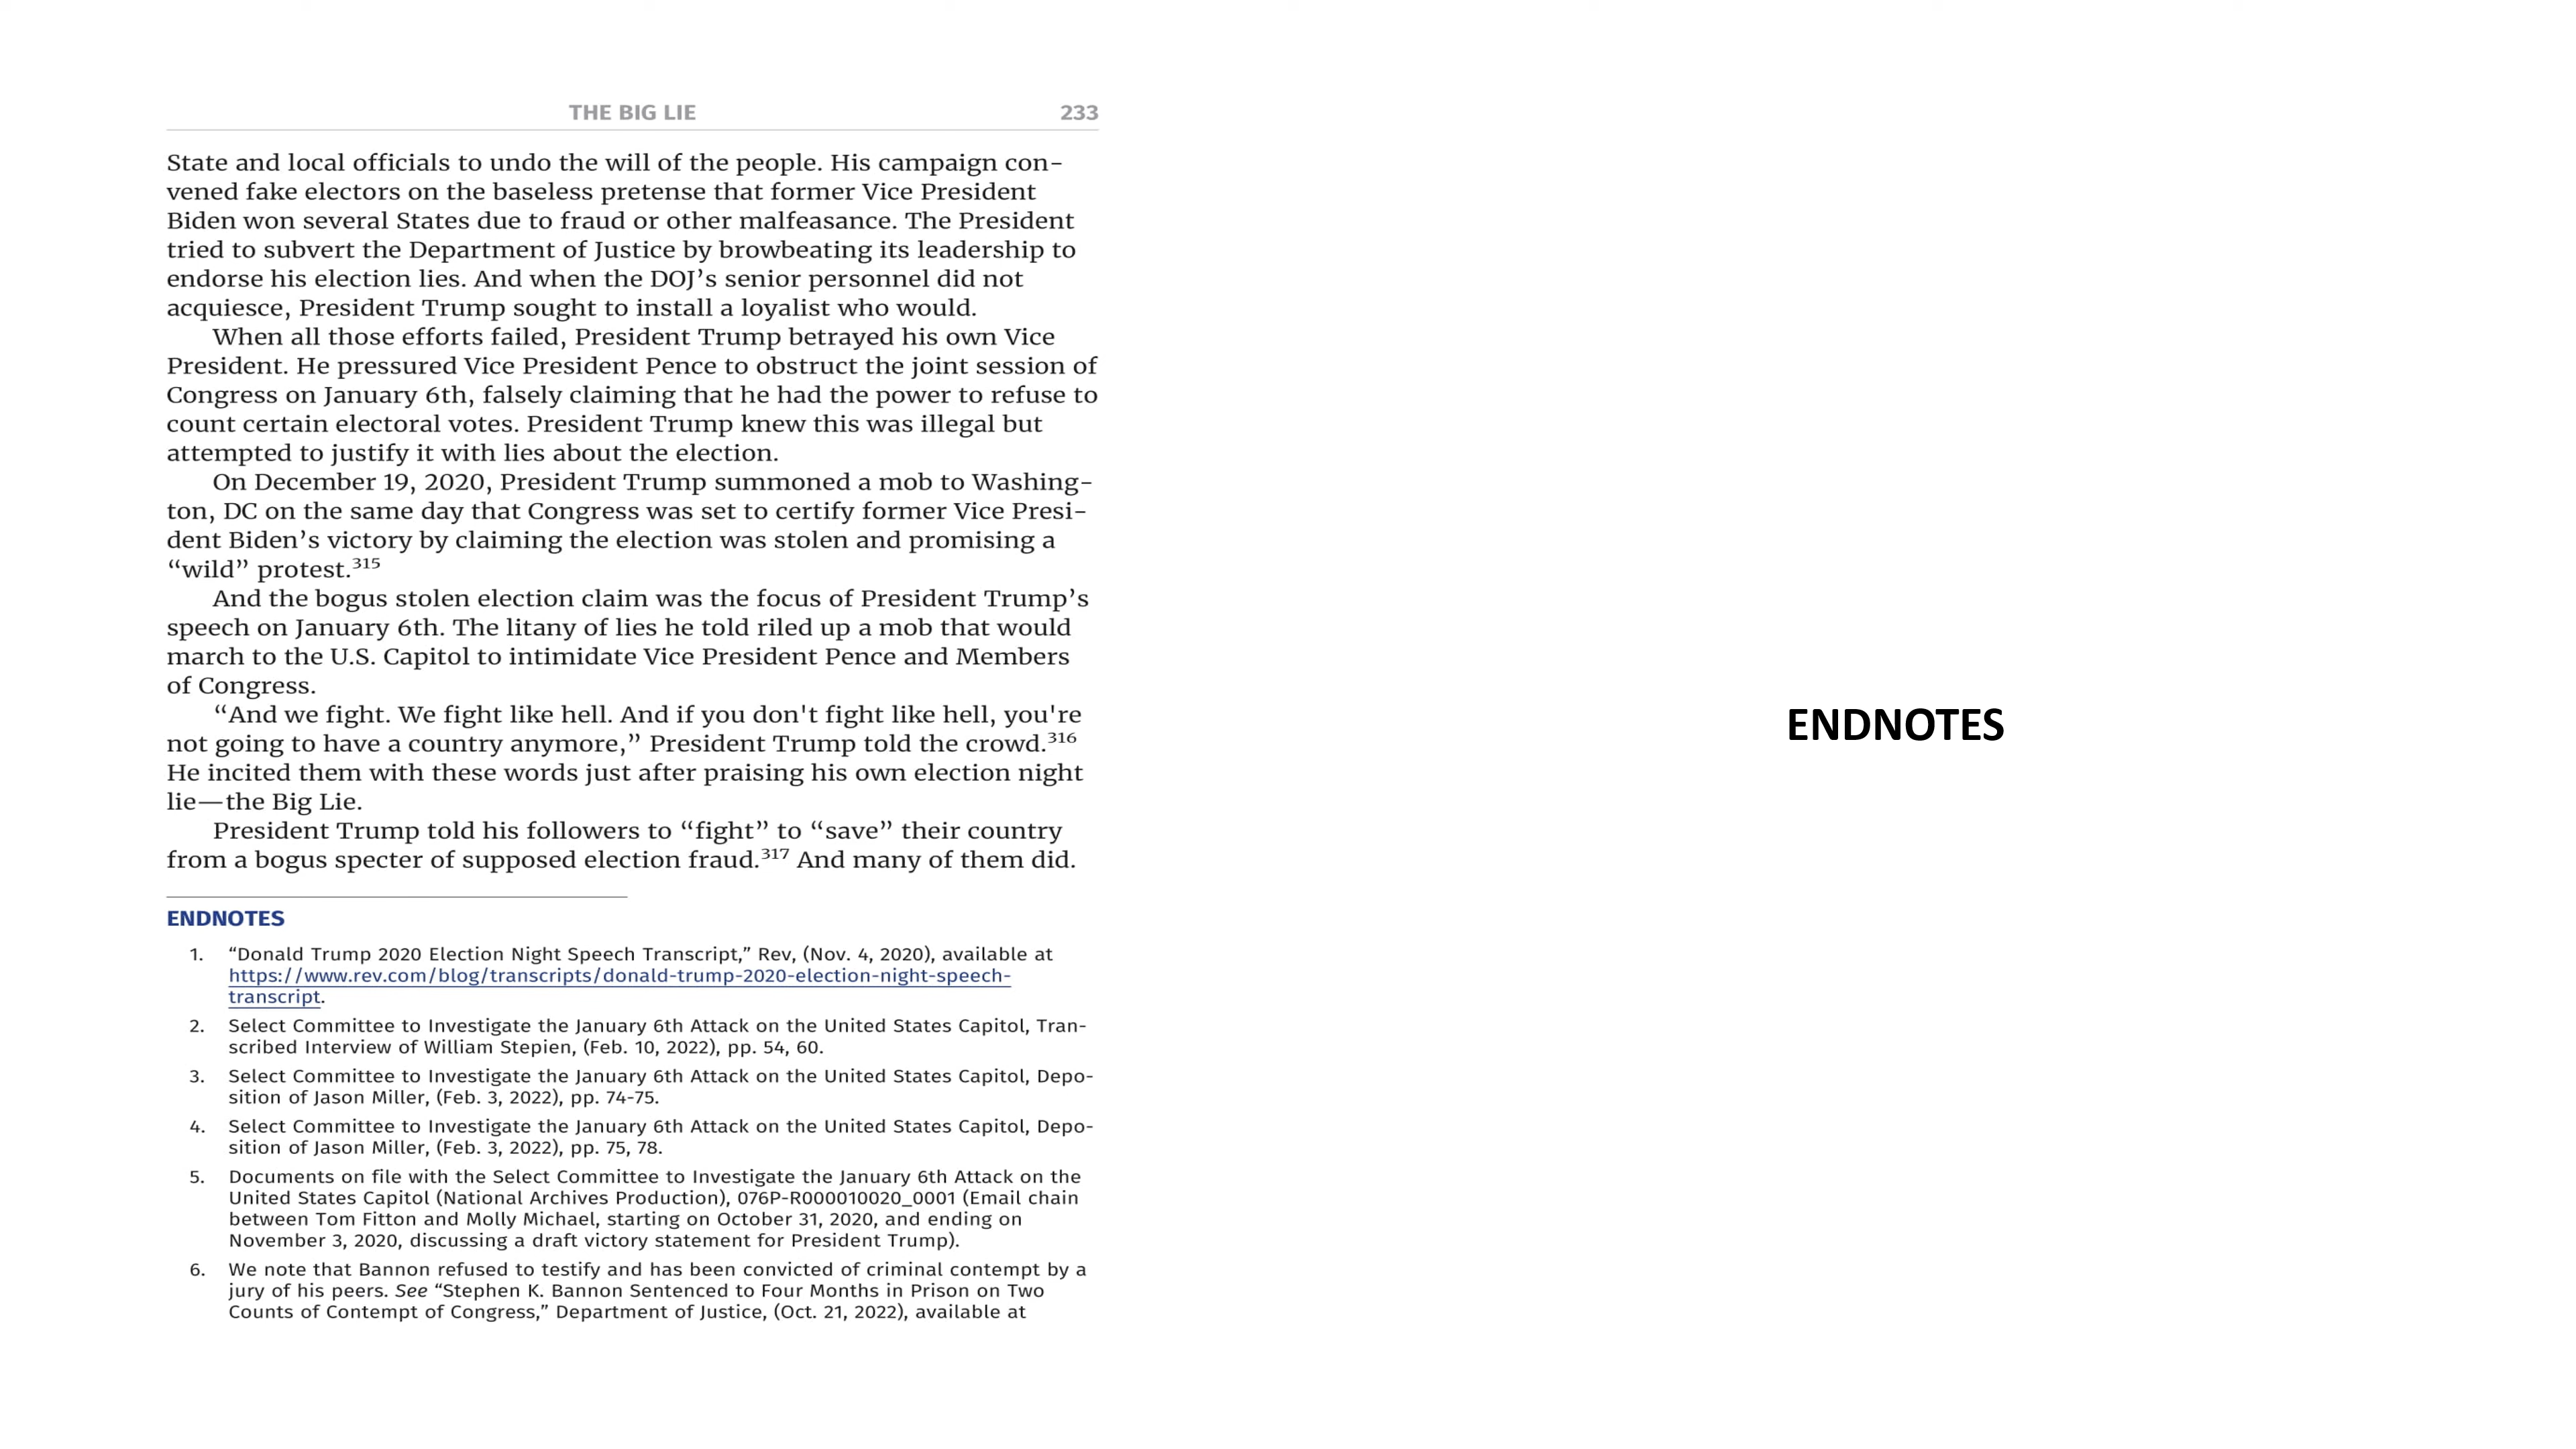 THE BIG LIE 233
State and local officials to undo the will of the people. His campaign con-
vened fake electors on the baseless pretense that former Vice President
Biden won several States due to fraud or other malfeasance. The President
tried to subvert the Department of Justice by browbeating its leadership to
endorse his election lies. And when the DOJ’s senior personnel did not
acquiesce, President Trump sought to install a loyalist who would.
When all those efforts failed, President Trump betrayed his own Vice
President. He pressured Vice President Pence to obstruct the joint session of
Congress on January 6th, falsely claiming that he had the power to refuse to
count certain electoral votes. President Trump knew this was illegal but
attempted to justify it with lies about the election.
On December 19, 2020, President Trump summoned a mob to Washing-
ton, DC on the same day that Congress was set to certify former Vice Presi-
dent Biden’s victory by claiming the election was stolen and promising a
“wild” protest.315
And the bogus stolen election claim was the focus of President Trump’s
speech on January 6th. The litany of lies he told riled up a mob that would
march to the U.S. Capitol to intimidate Vice President Pence and Members
of Congress.
“And we fight. We fight like hell. And if you don't fight like hell, you're
not going to have a country anymore,” President Trump told the crowd.316
He incited them with these words just after praising his own election night
lie—the Big Lie.
President Trump told his followers to “fight” to “save” their country
from a bogus specter of supposed election fraud.317 And many of them did.
ENDNOTES
1. “Donald Trump 2020 Election Night Speech Transcript,” Rev, (Nov. 4, 2020), available at
https://www.rev.com/blog/transcripts/donald-trump-2020-election-night-speech-
transcript.
2. Select Committee to Investigate the January 6th Attack on the United States Capitol, Tran-
scribed Interview of William Stepien, (Feb. 10, 2022), pp. 54, 60.
3. Select Committee to Investigate the January 6th Attack on the United States Capitol, Depo-
sition of Jason Miller, (Feb. 3, 2022), pp. 74-75.
4. Select Committee to Investigate the January 6th Attack on the United States Capitol, Depo-
sition of Jason Miller, (Feb. 3, 2022), pp. 75, 78.
5. Documents on file with the Select Committee to Investigate the January 6th Attack on the
United States Capitol (National Archives Production), 076P-R000010020_0001 (Email chain
between Tom Fitton and Molly Michael, starting on October 31, 2020, and ending on
November 3, 2020, discussing a draft victory statement for President Trump).
6. We note that Bannon refused to testify and has been convicted of criminal contempt by a
jury of his peers. See “Stephen K. Bannon Sentenced to Four Months in Prison on Two
Counts of Contempt of Congress,” Department of Justice, (Oct. 21, 2022), available at
ENDNOTES